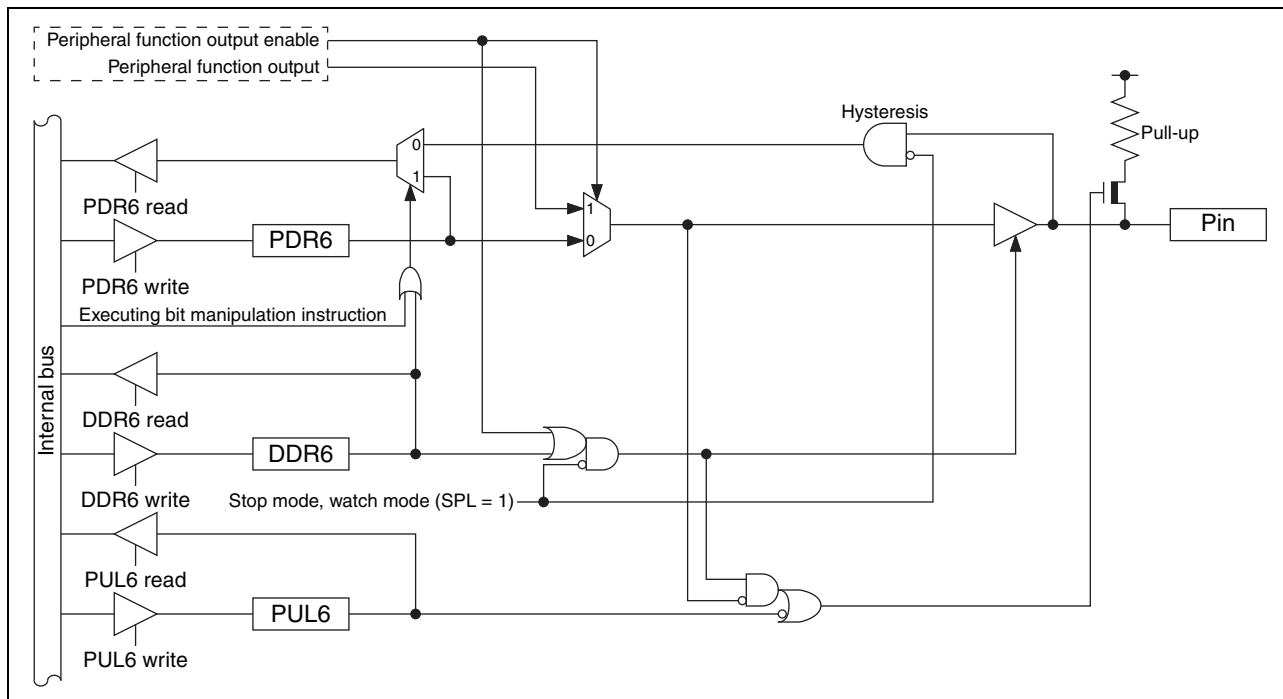 Peripheral function output enable
Peripheral function output
Hysteresis
Pull-up
0
1
PDR6 read
1
0
Pin
PDR6
PDR6 write
Executing bit manipulation instruction
Internal bus
DDR6 read
DDR6
DDR6 write
Stop mode, watch mode (SPL = 1)
PUL6 read
PUL6
PUL6 write